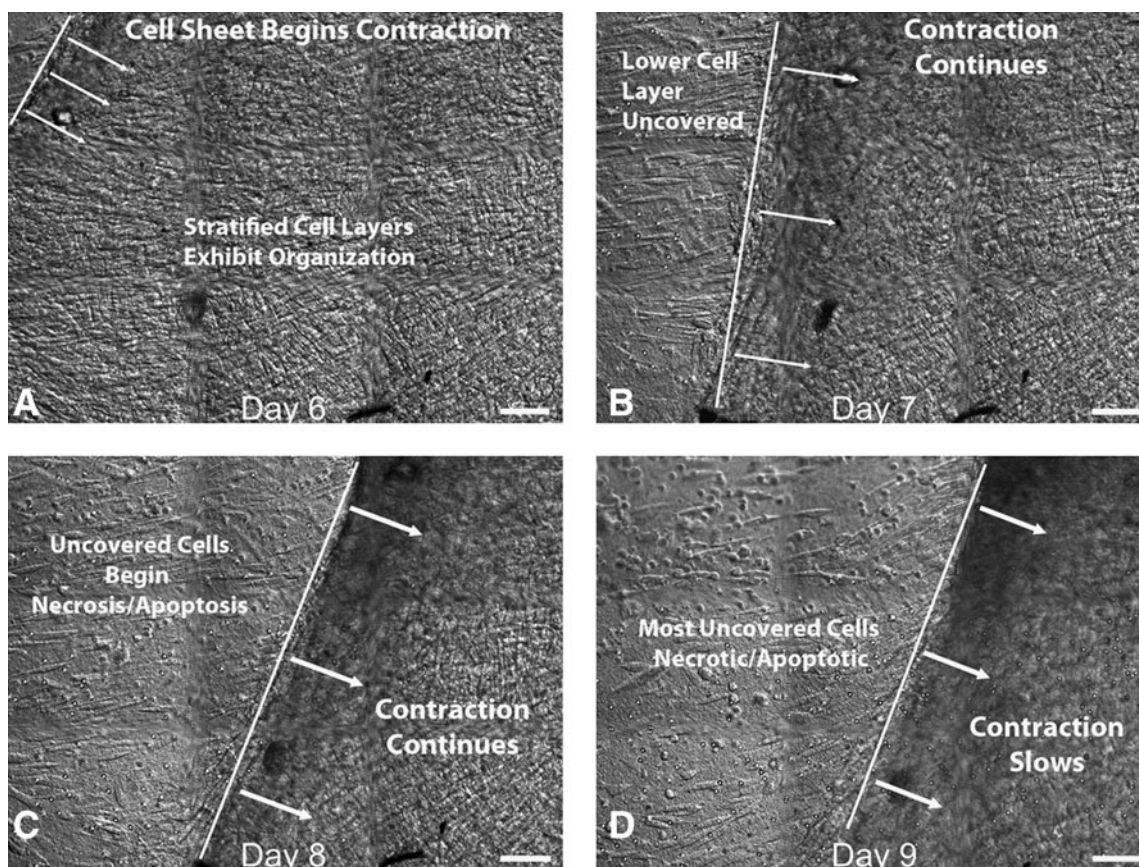 Cell Sheet Begins Contraction
Stratified Cell Layers
Exhibit Organization
A
Day 6
Contraction
Continues
Lower Cell
Layer
Uncovered
B
Day 7
Uncovered Cells
Begin
Necrosis/Apoptosis
Contraction
Continues
C
Day 8
Most Uncovered Cells
Necrotic/Apoptotic
Contraction
Slows
D
Day 9